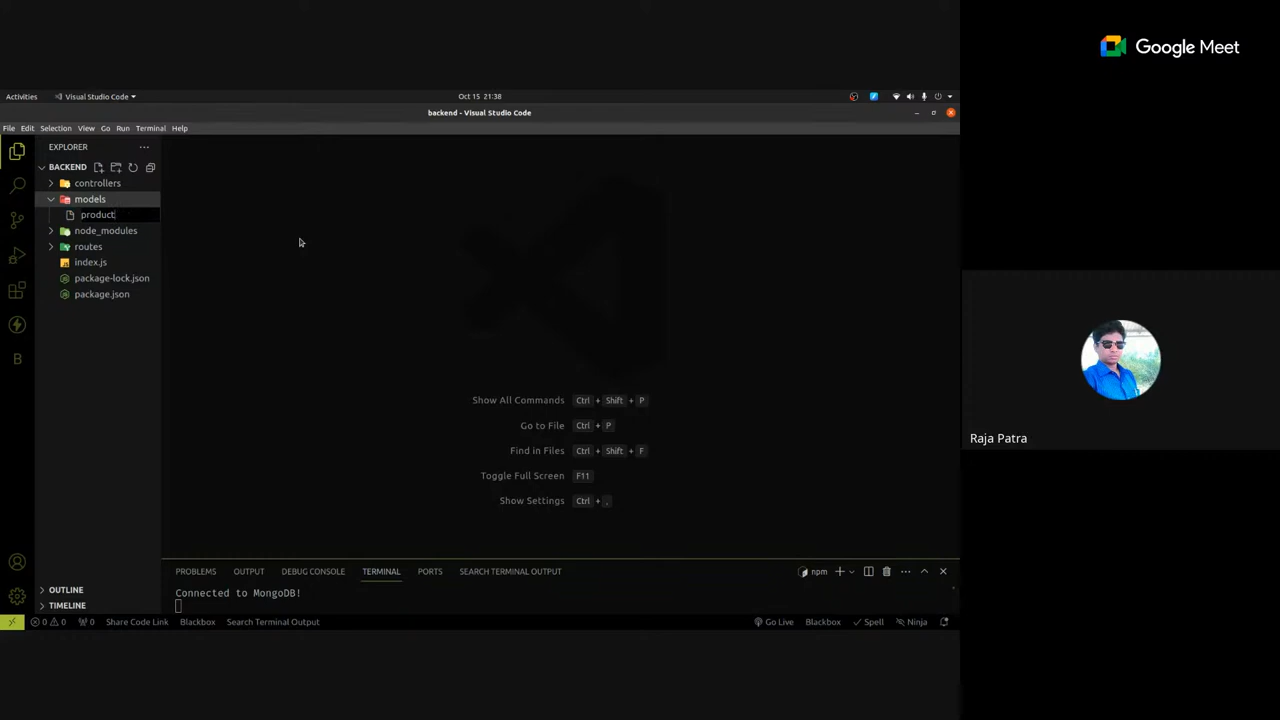 Google Meet
Activities
Visual Studio Code
Oct 15 21:38
backend - Visual Studio Code
File Edit Selection View Go Run Terminal Help
EXPLORER
BACKEND
controllers
models
product
node_modules
routes
index.js
package-lock.json
package.json
Show All Commands Ctrl + Shift + P
Go to File Ctrl + P
Find in Files Ctrl + Shift + F
Toggle Full Screen F11
Show Settings Ctrl + ,
Raja Patra
OUTLINE
TIMELINE
PROBLEMS OUTPUT DEBUG CONSOLE TERMINAL PORTS SEARCH TERMINAL OUTPUT
npm
Connected to MongoDB!
0 0 0 Share Code Link Blackbox Search Terminal Output Go Live Blackbox Spell Ninja
B